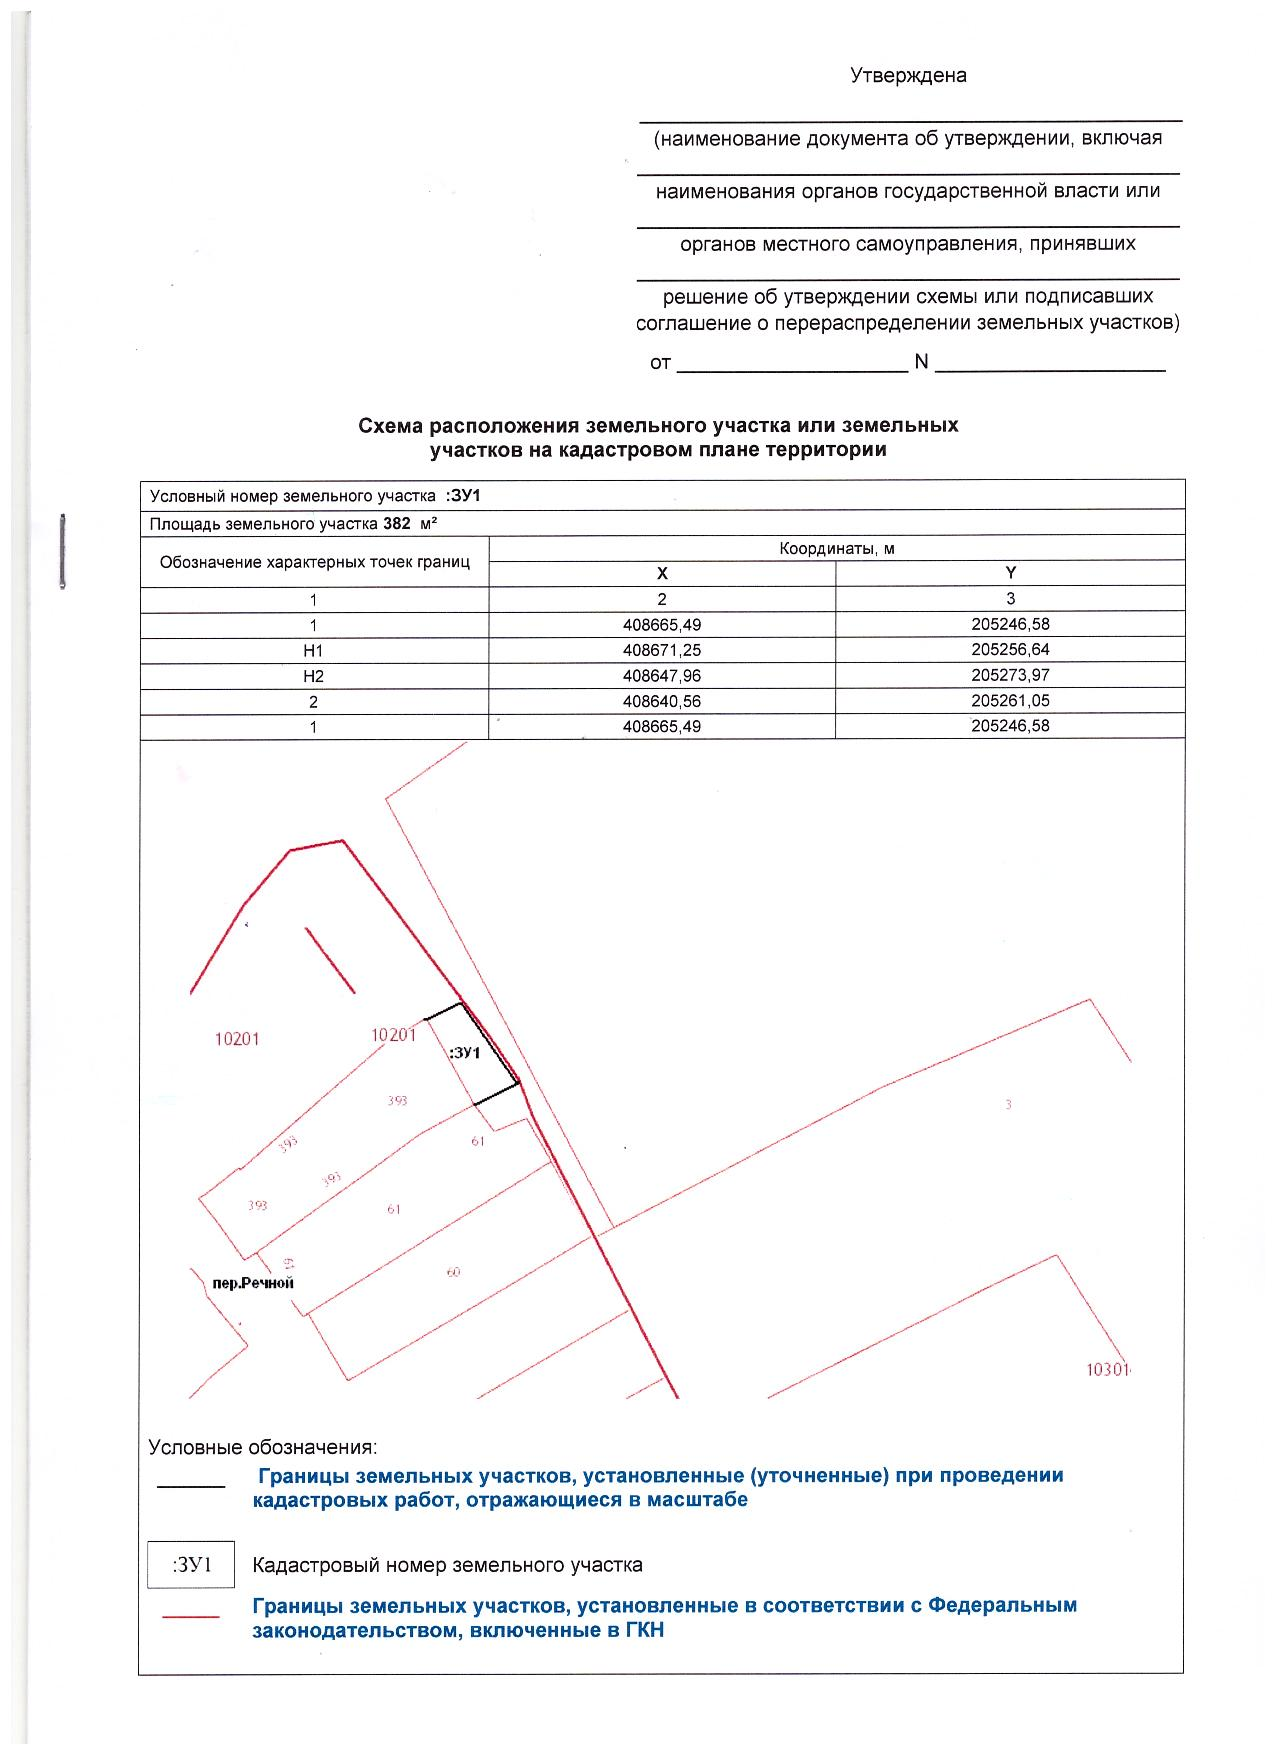 Утверждена
(наименование документа об утверждении, включая
наименования органов государственной власти или
органов местного самоуправления, принявших
решение об утверждении схемы или подписавших
соглашение о перераспределении земельных участков)
от ____________________ N ____________________
Схема расположения земельного участка или земельных
участков на кадастровом плане территории
Условный номер земельного участка :ЗУ1
Площадь земельного участка 382 м²
Обозначение характерных точек границ
Координаты, м
X Y
1 2 3
1 408665,49 205246,58
Н1 408671,25 205256,64
Н2 408647,96 205273,97
2 408640,56 205261,05
1 408665,49 205246,58
10201
10201
:ЗУ1
393
3
393
61
393
393
61
61
60
пер.Речной
10301
Условные обозначения:
Границы земельных участков, установленные (уточненные) при проведении
кадастровых работ, отражающиеся в масштабе
:ЗУ1 Кадастровый номер земельного участка
Границы земельных участков, установленные в соответствии с Федеральным
законодательством, включенные в ГКН